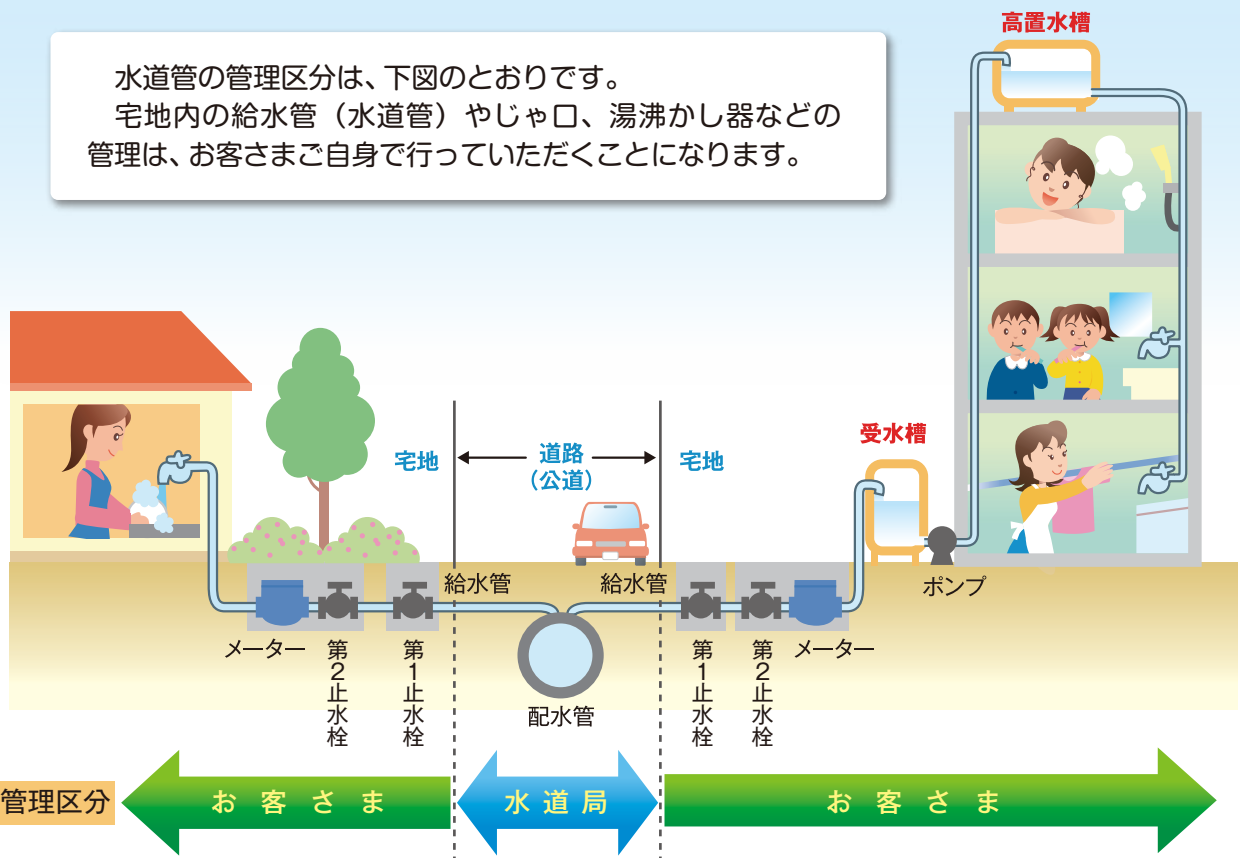 高置水槽
水道管の管理区分は、下図のとおりです。
宅地内の給水管（水道管）やじゃ口、湯沸かし器などの
管理は、お客さまご自身で行っていただくことになります。
受水槽
宅地
道路
（公道）
宅地
給水管
給水管
ポンプ
メーター
第2止水栓
第1止水栓
配水管
第1止水栓
第2止水栓
メーター
管理区分
お客さま
水道局
お客さま